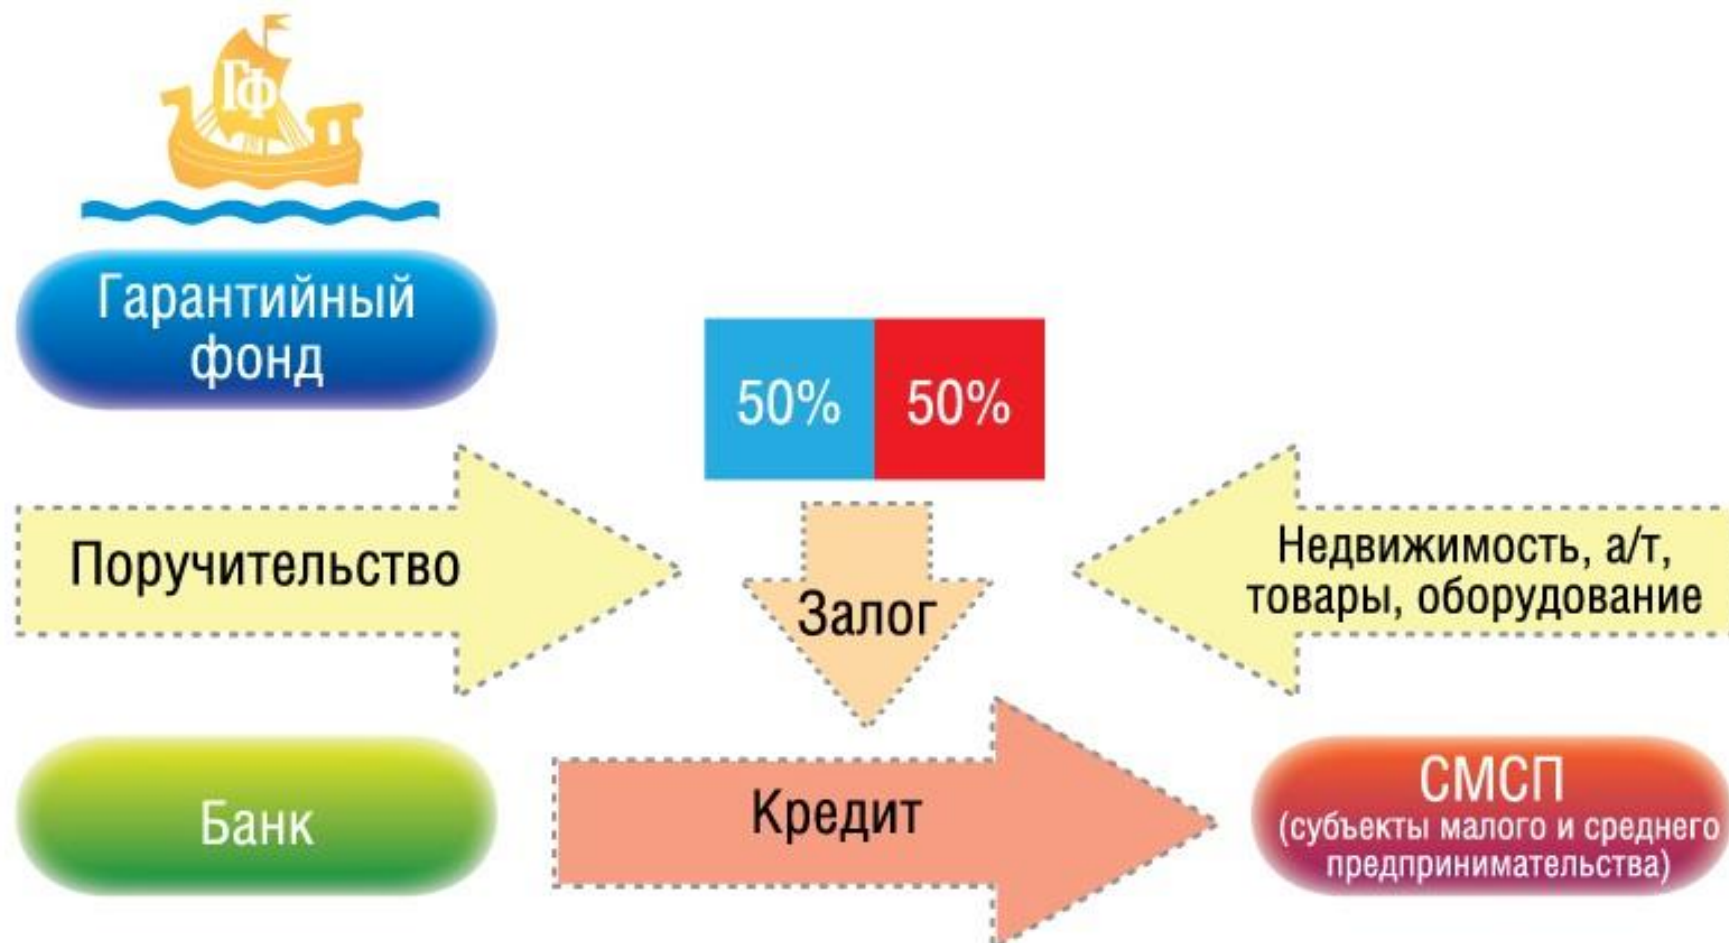 ГФ
Гарантийный
фонд
50% 50%
Поручительство
Залог
Недвижимость, а/т,
товары, оборудование
Банк
Кредит
СМСП
(субъекты малого и среднего
предпринимательства)